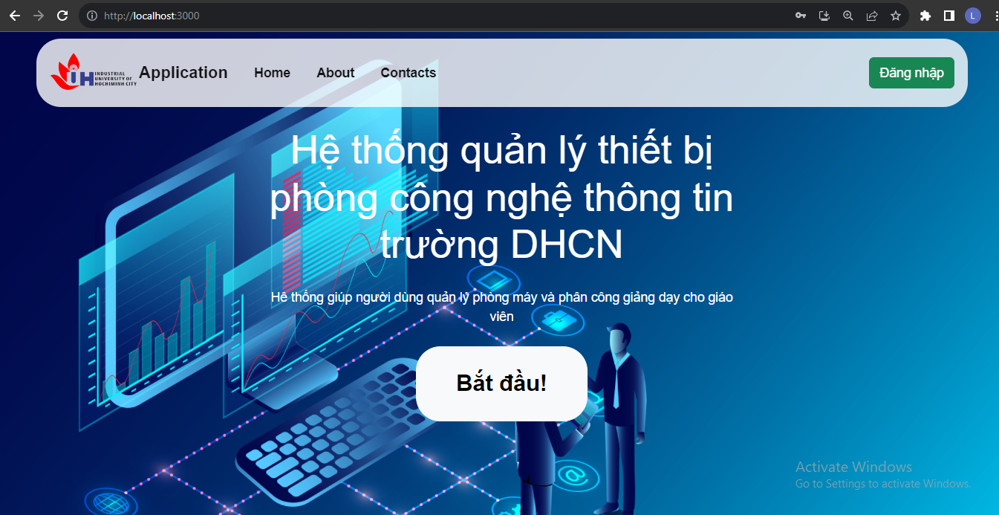 http://localhost:3000
L
INDUSTRIAL
UNIVERSITY OF
HOCHIMINH CITY
IUH
Application
Home
About
Contacts
Đăng nhập
Hệ thống quản lý thiết bị
phòng công nghệ thông tin
trường DHCN
Hê thống giúp người dùng quản lý phòng máy và phân công giảng dạy cho giáo
viên
Bắt đầu!
@
@
Activate Windows
Go to Settings to activate Windows.